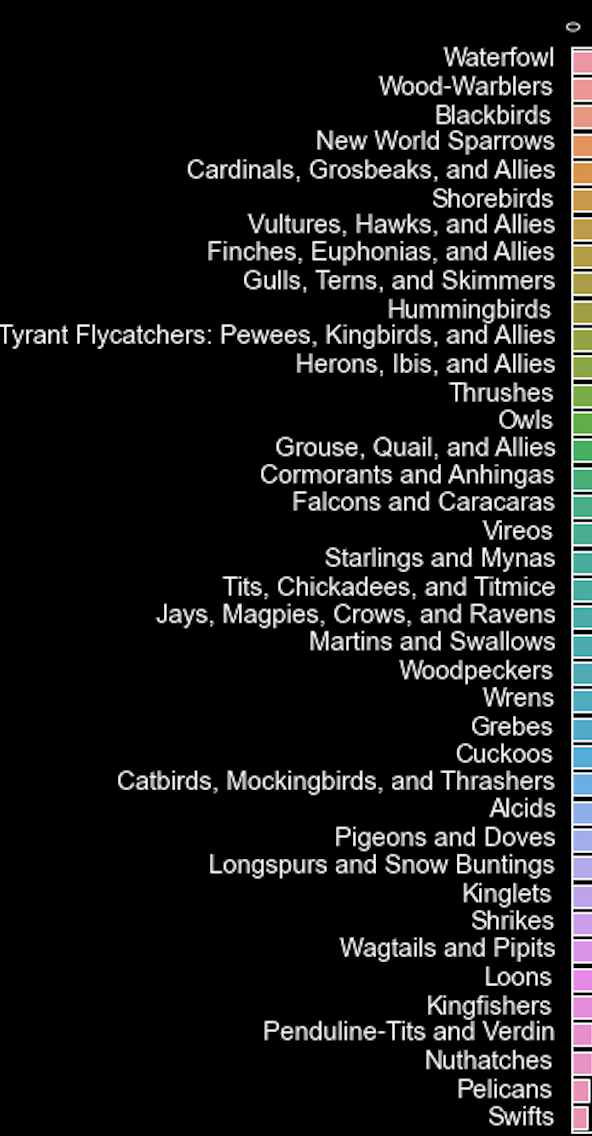 0
Waterfowl
Wood-Warblers
Blackbirds
New World Sparrows
Cardinals, Grosbeaks, and Allies
Shorebirds
Vultures, Hawks, and Allies
Finches, Euphonias, and Allies
Gulls, Terns, and Skimmers
Hummingbirds
Tyrant Flycatchers: Pewees, Kingbirds, and Allies
Herons, Ibis, and Allies
Thrushes
Owls
Grouse, Quail, and Allies
Cormorants and Anhingas
Falcons and Caracaras
Vireos
Starlings and Mynas
Tits, Chickadees, and Titmice
Jays, Magpies, Crows, and Ravens
Martins and Swallows
Woodpeckers
Wrens
Grebes
Cuckoos
Catbirds, Mockingbirds, and Thrashers
Alcids
Pigeons and Doves
Longspurs and Snow Buntings
Kinglets
Shrikes
Wagtails and Pipits
Loons
Kingfishers
Penduline-Tits and Verdin
Nuthatches
Pelicans
Swifts